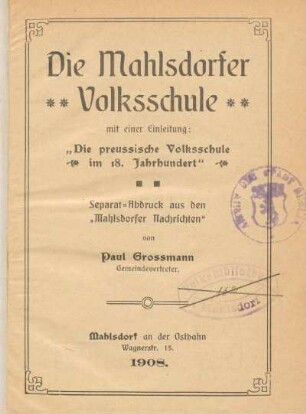 Die Mahlsdorfer
Volksschule
mit einer Einleitung:
„Die preussische Volksschule
im 18. Jahrhundert"
Separat=Abdruck aus den
„Mahlsdorfer Nachrichten"
von
Paul Grossmann
Gemeindevertreter.
Mahlsdorf an der Ostbahn
Wagnerstr. 15.
1908.